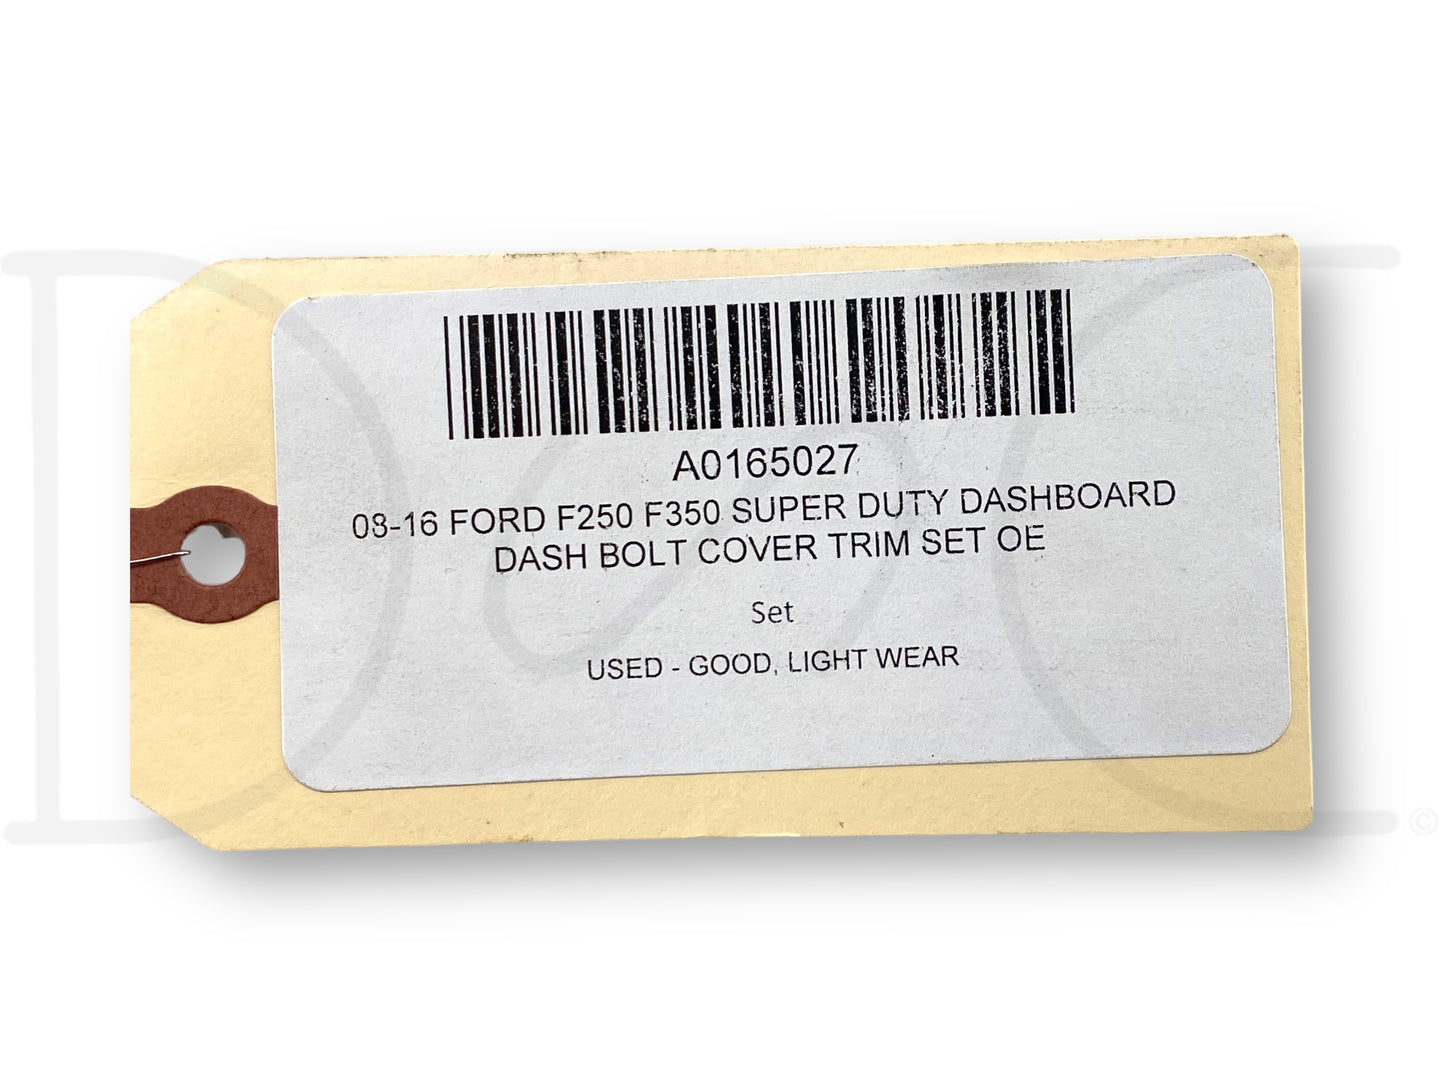 A0165027
08-16 FORD F250 F350 SUPER DUTY DASHBOARD
DASH BOLT COVER TRIM SET OE
Set
USED - GOOD, LIGHT WEAR
©